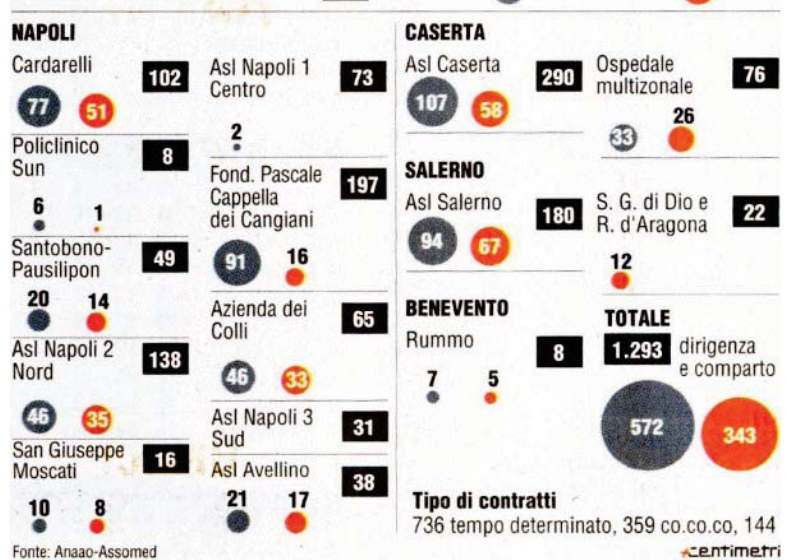 NAPOLI
Cardarelli
102
77 51
Policlinico
Sun
8
6 1
Santobono-
Pausilipon
49
20 14
Asl Napoli 2
Nord
138
46 35
San Giuseppe
Moscati
16
10 8
Asl Napoli 1
Centro
73
2
Fond. Pascale
Cappella
dei Cangiani
197
91 16
Azienda dei
Colli
65
46 33
Asl Napoli 3
Sud
31
Asl Avellino
38
21 17
CASERTA
Asl Caserta
290
107 58
Ospedale
multizonale
76
33 26
SALERNO
Asl Salerno
180
94 67
S. G. di Dio e
R. d'Aragona
22
12
BENEVENTO
Rummo
8
7 5
TOTALE
1.293 dirigenza
e comparto
572 343
Tipo di contratti
736 tempo determinato, 359 co.co.co, 144
Fonte: Anaao-Assomed
centimetri